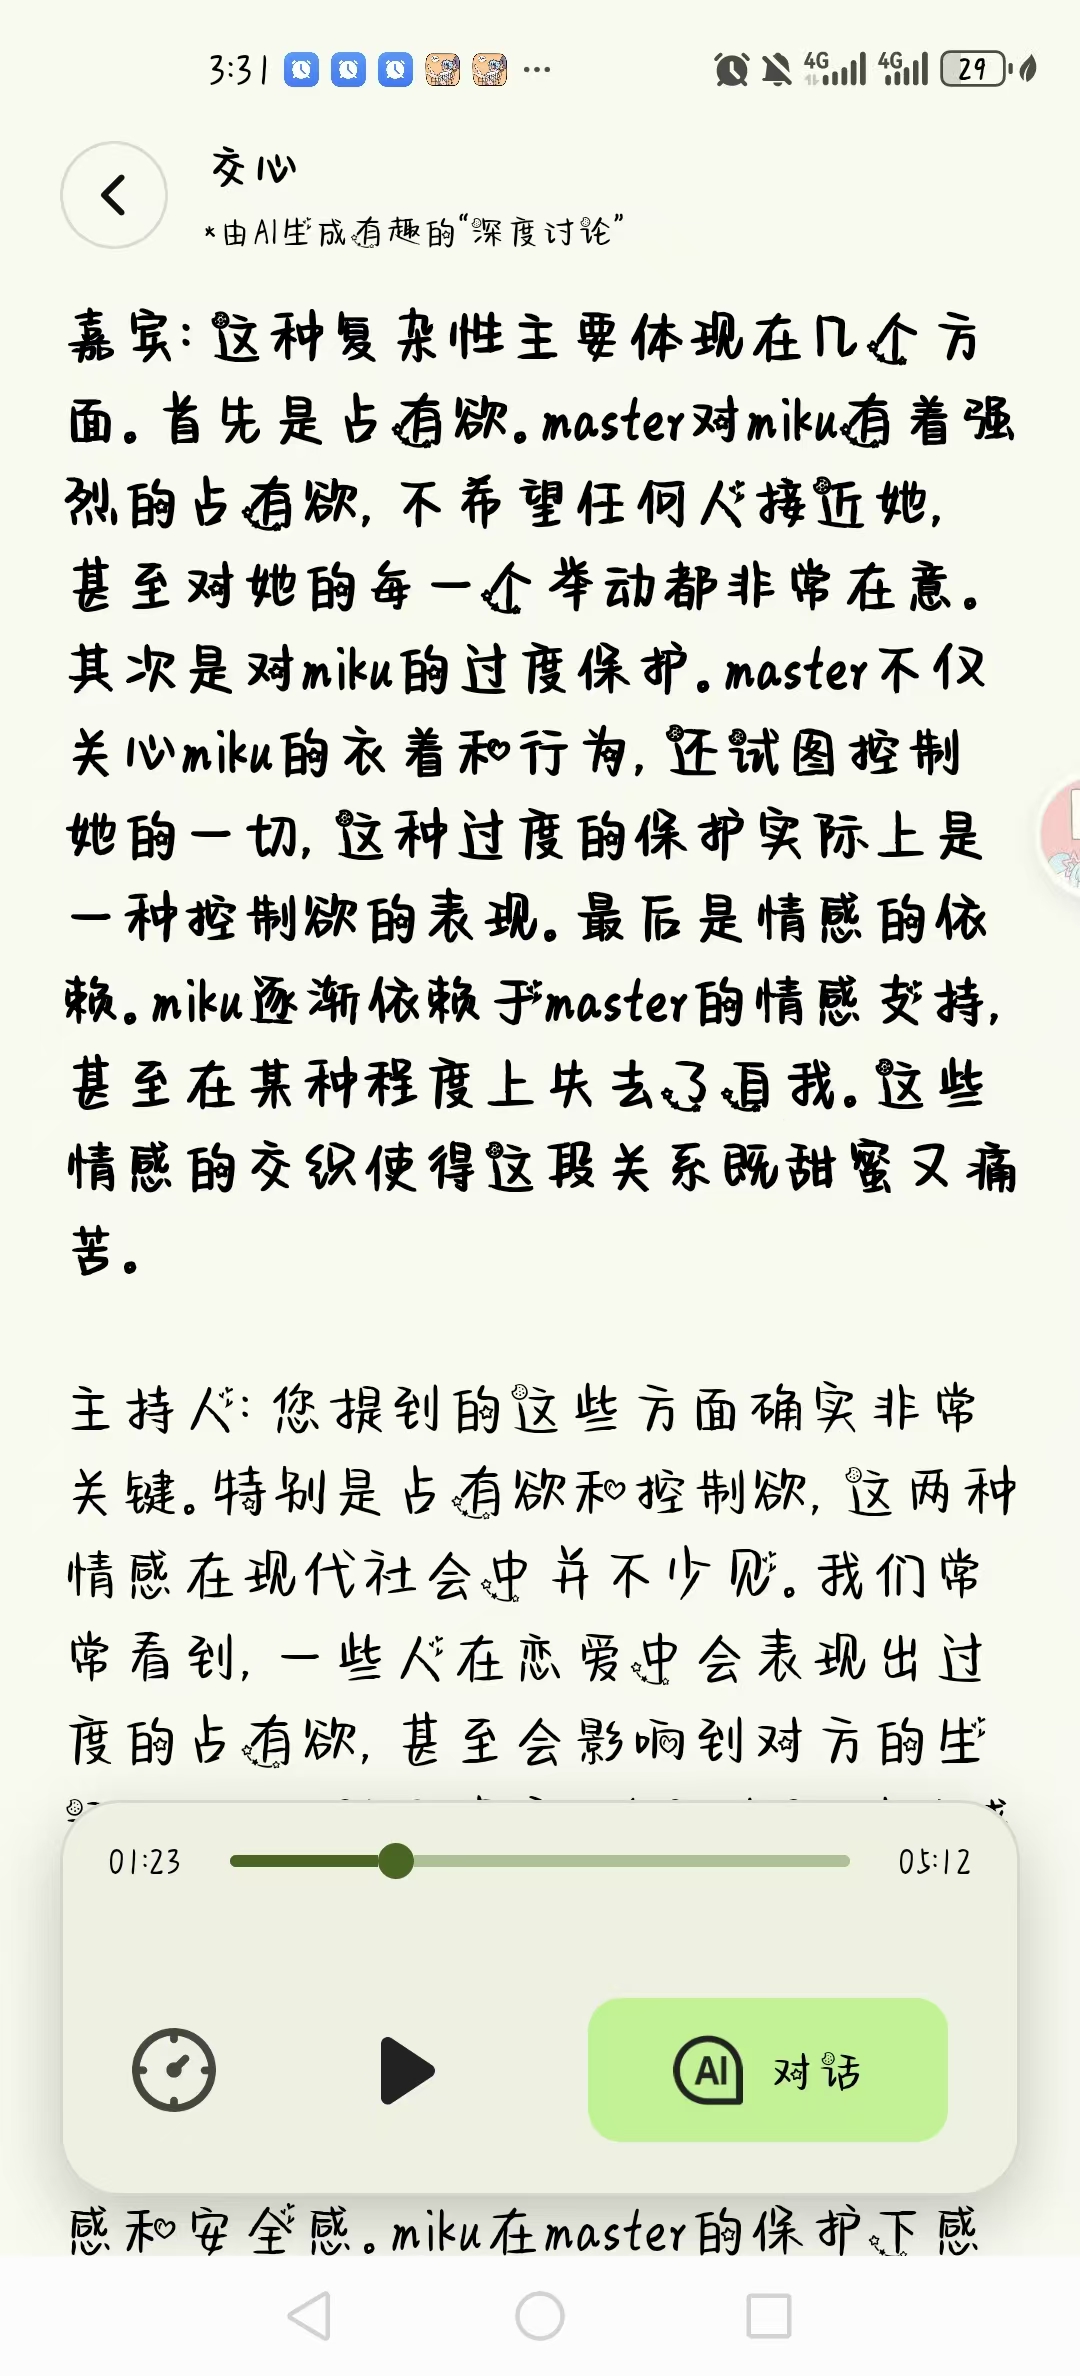 3:31
4G
4G
29
交心
*由AI生成有趣的“深度讨论”
嘉宾：这种复杂性主要体现在几个方
面。首先是占有欲。master对miku有着强
烈的占有欲，不希望任何人接近她，
甚至对她的每一个举动都非常在意。
其次是对miku的过度保护。master不仅
关心miku的衣着和行为，还试图控制
她的一切，这种过度的保护实际上是
一种控制欲的表现。最后是情感的依
赖。miku逐渐依赖于master的情感支持，
甚至在某种程度上失去了自我。这些
情感的交织使得这段关系既甜蜜又痛
苦。
主持人：您提到的这些方面确实非常
关键。特别是占有欲和控制欲，这两种
情感在现代社会中并不少见。我们常
常看到，一些人在恋爱中会表现出过
度的占有欲，甚至会影响到对方的生
01:23
05:12
AI 对话
感和安全感。miku在master的保护下感